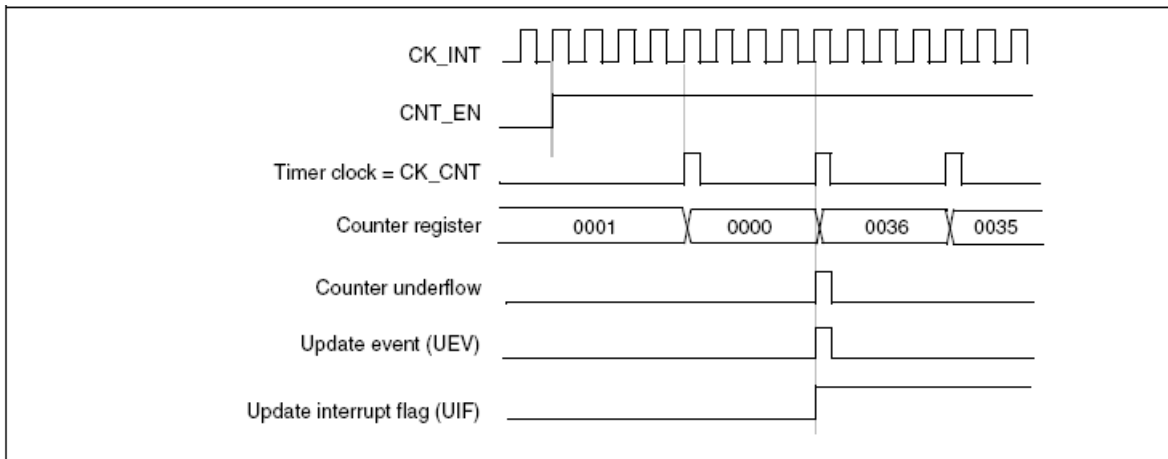 CK_INT
CNT_EN
Timer clock = CK_CNT
Counter register 0001 0000 0036 0035
Counter underflow
Update event (UEV)
Update interrupt flag (UIF)